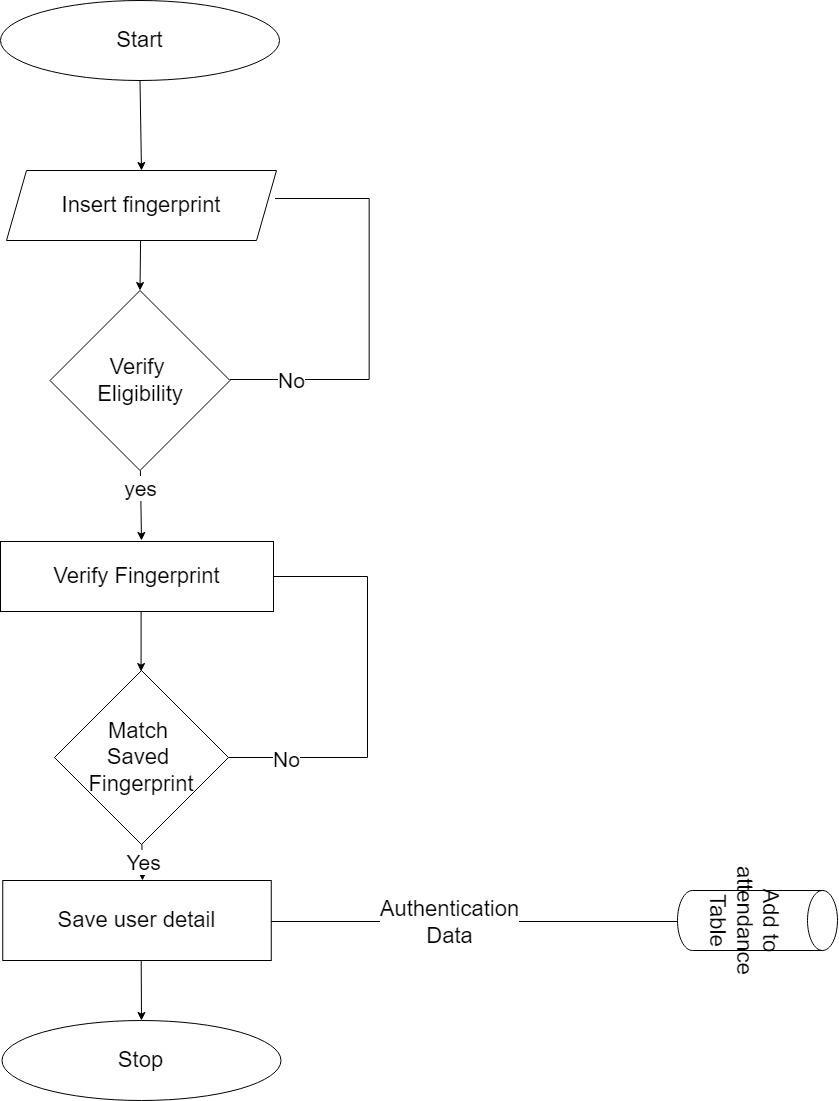 Start
Insert fingerprint
Verify
Eligibility
No
yes
Verify Fingerprint
Match
Saved
Fingerprint
No
Yes
Save user detail
Authentication
Data
Add to
attendance
Table
Stop